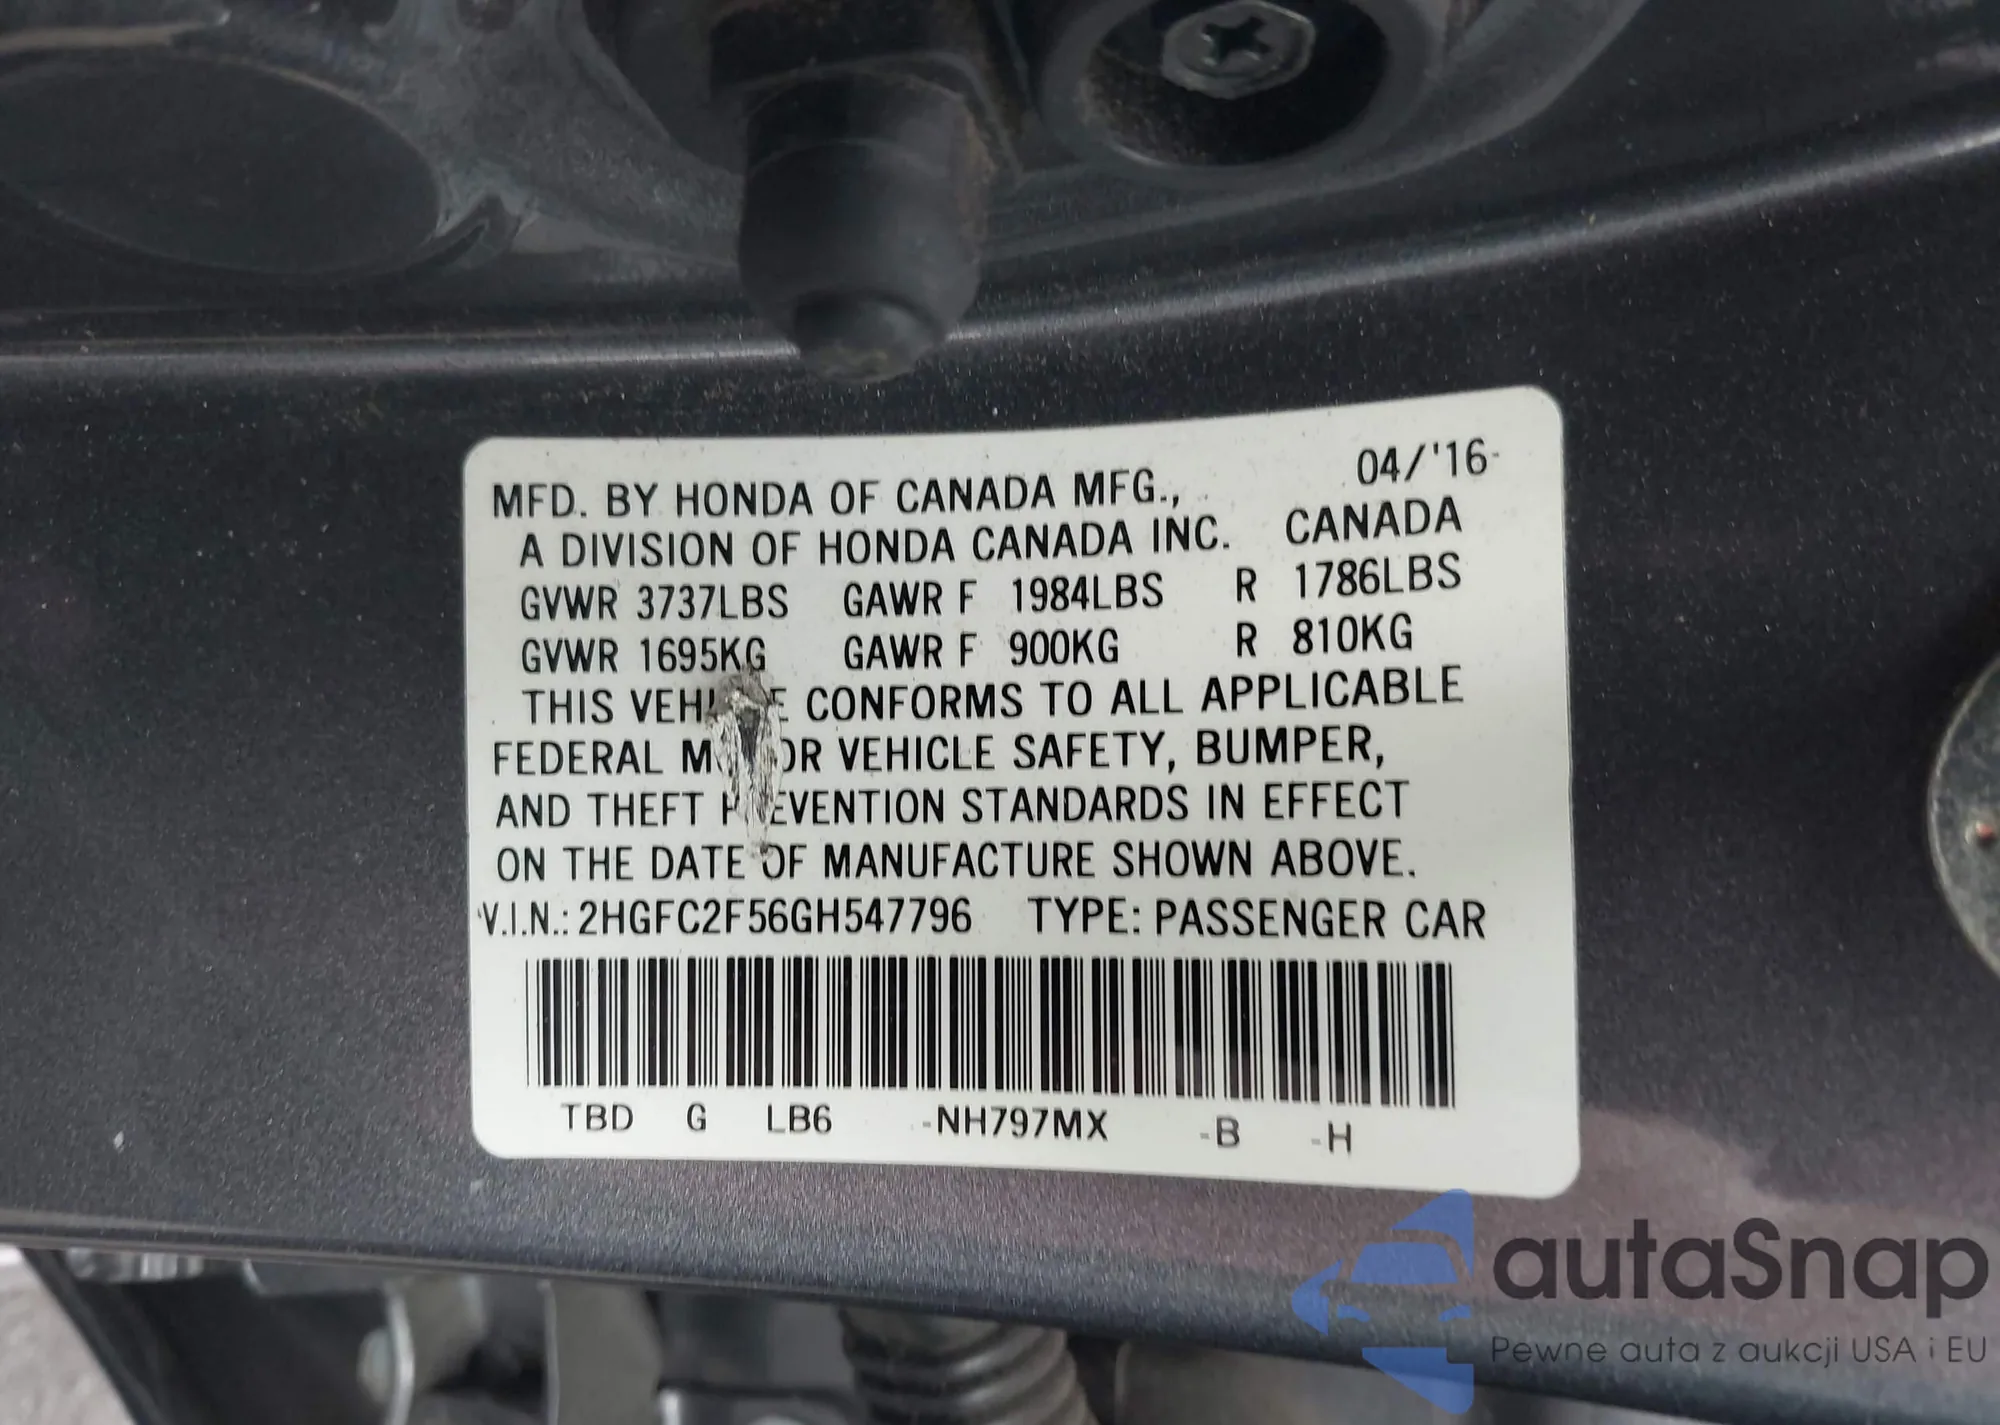 04/'16
MFD. BY HONDA OF CANADA MFG.,
A DIVISION OF HONDA CANADA INC. CANADA
GVWR 3737LBS GAWR F 1984LBS R 1786LBS
GVWR 1695KG GAWR F 900KG R 810KG
THIS CONFORMS TO ALL APPLICABLE
FEDERAL VEHICLE SAFETY, BUMPER,
AND THEFT STANDARDS IN EFFECT
ON THE DATE OF MANUFACTURE SHOWN ABOVE.
V.I.N.: 2HGFC2F56GH547796 TYPE: PASSENGER CAR
TBD G LB6 -NH797MX -B -H
autaSnap
Pewne auta z aukcji USA i EU